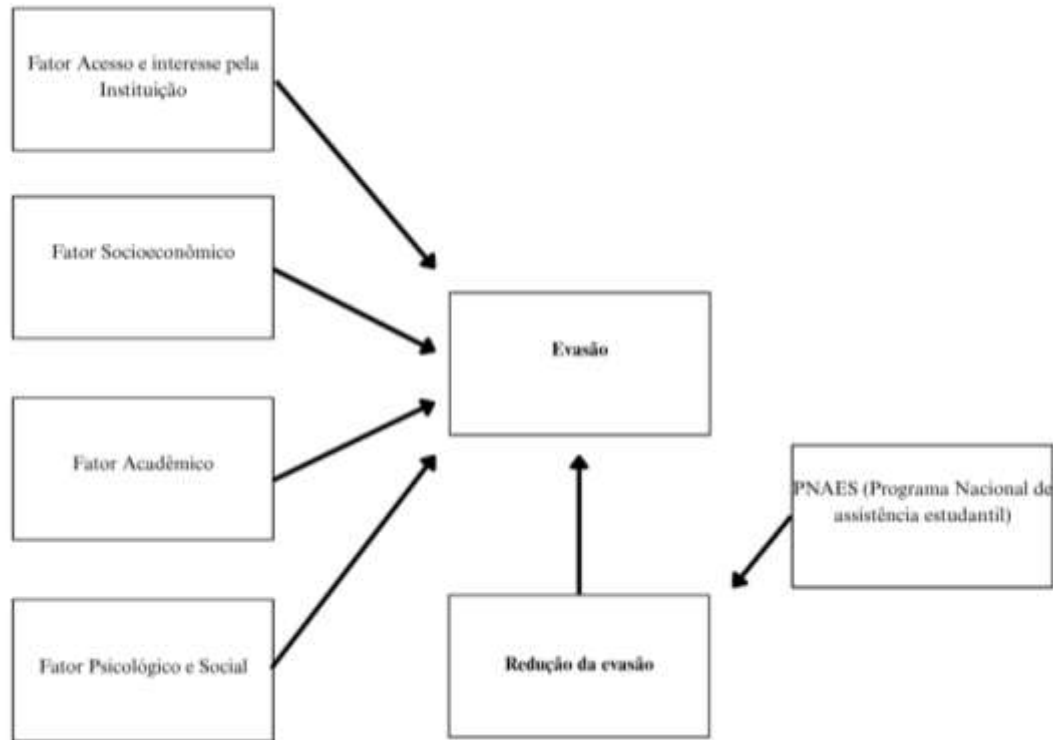 Fator Acesso e interesse pela
Instituição
Fator Socioeconômico
Evasão
Fator Acadêmico
PNAES (Programa Nacional de
assistência estudantil)
Fator Psicológico e Social
Redução da evasão